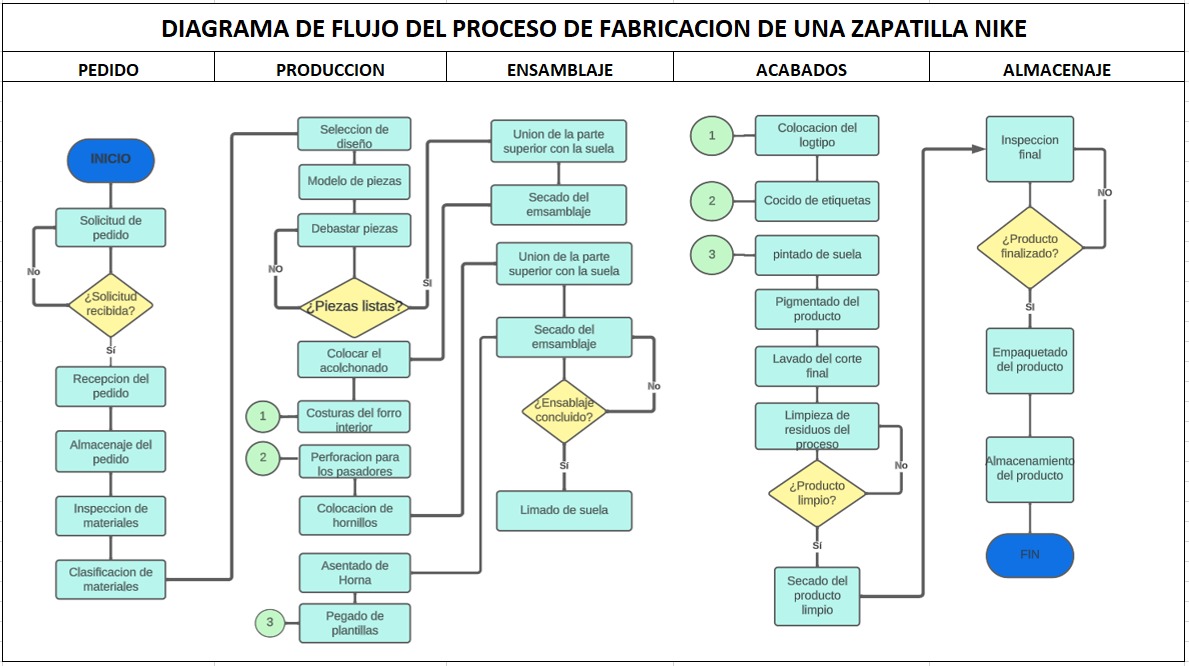 DIAGRAMA DE FLUJO DEL PROCESO DE FABRICACION DE UNA ZAPATILLA NIKE
PEDIDO
PRODUCCION
ENSAMBLAJE
ACABADOS
ALMACENAJE
INICIO
Solicitud de
pedido
No
¿Solicitud
recibida?
Sí
Recepcion del
pedido
Almacenaje del
pedido
Inspeccion de
materiales
Clasificacion de
materiales
Seleccion de
diseño
Modelo de piezas
Debastar piezas
NO
¿Piezas listas?
SI
Colocar el
acolchonado
1
Costuras del forro
interior
2
Perforacion para
los pasadores
Colocacion de
hornillos
Asentado de
Horna
3
Pegado de
plantillas
Union de la parte
superior con la suela
Secado del
emsamblaje
Union de la parte
superior con la suela
Secado del
emsamblaje
No
¿Ensablaje
concluido?
Sí
Limado de suela
1
Colocacion del
logtipo
2
Cocido de etiquetas
3
pintado de suela
Pigmentado del
producto
Lavado del corte
final
Limpieza de
residuos del
proceso
No
¿Producto
limpio?
Sí
Secado del
producto
limpio
Inspeccion
final
NO
¿Producto
finalizado?
SI
Empaquetado
del producto
Almacenamiento
del producto
FIN